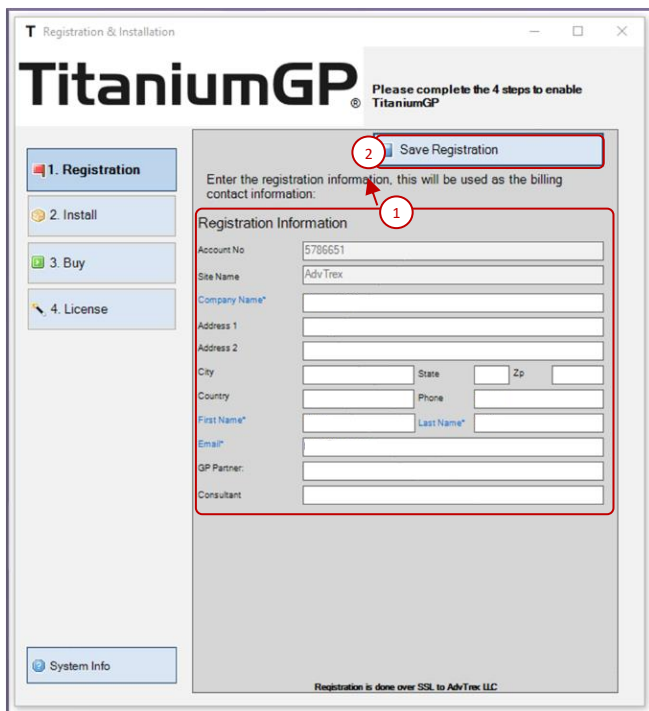 T Registration & Installation
TitaniumGP®
Please complete the 4 steps to enable
TitaniumGP
1. Registration
2. Install
3. Buy
4. License
2 Save Registration
Enter the registration information, this will be used as the billing
contact information:
1
Registration Information
Account No 5786651
Site Name AdvTrex
Company Name*
Address 1
Address 2
City State Zp
Country Phone
First Name* Last Name*
Email*
GP Partner:
Consultant
System Info
Registration is done over SSL to AdvTrex LLC